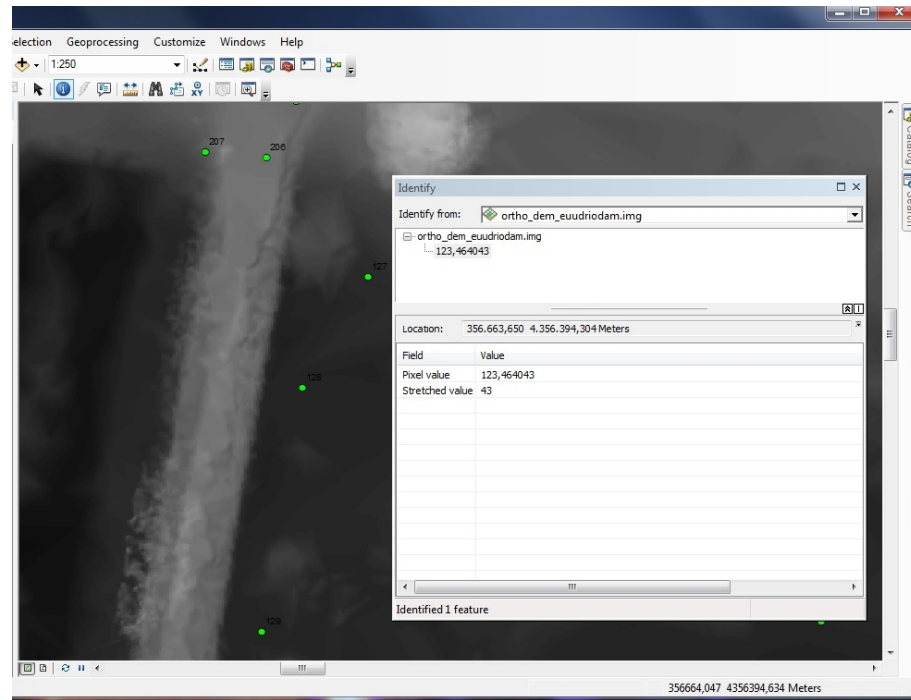 election Geoprocessing Customize Windows Help
1:250
207
206
127
128
129
Identify
Identify from: ortho_dem_euudriodam.img
ortho_dem_euudriodam.img
123,464043
Location: 356.663,650 4.356.394,304 Meters
Field Value
Pixel value 123,464043
Stretched value 43
Identified 1 feature
Catalog
Search
356664,047 4356394,634 Meters